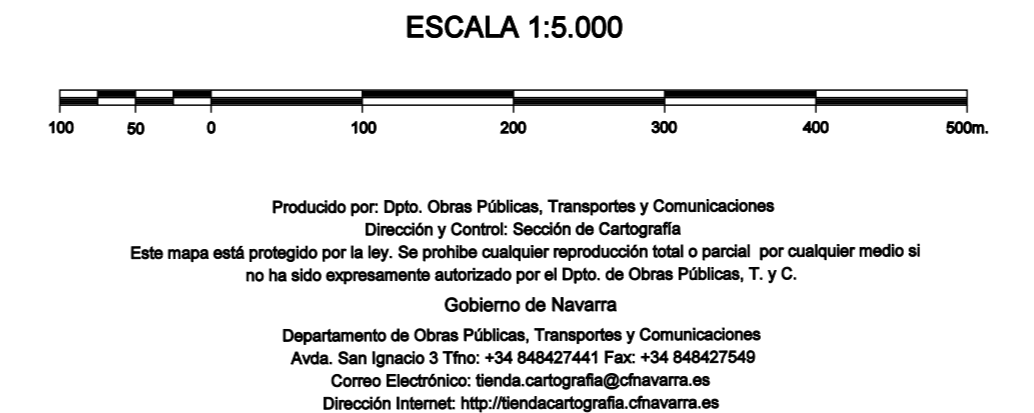 ESCALA 1:5.000
100 50 0 100 200 300 400 500m.
Producido por: Dpto. Obras Públicas, Transportes y Comunicaciones
Dirección y Control: Sección de Cartografía
Este mapa está protegido por la ley. Se prohibe cualquier reproducción total o parcial por cualquier medio si
no ha sido expresamente autorizado por el Dpto. de Obras Públicas, T. y C.
Gobierno de Navarra
Departamento de Obras Públicas, Transportes y Comunicaciones
Avda. San Ignacio 3 Tfno: +34 848427441 Fax: +34 848427549
Correo Electrónico: tienda.cartografia@cfnavarra.es
Dirección Internet: http://tiendacartografia.cfnavarra.es